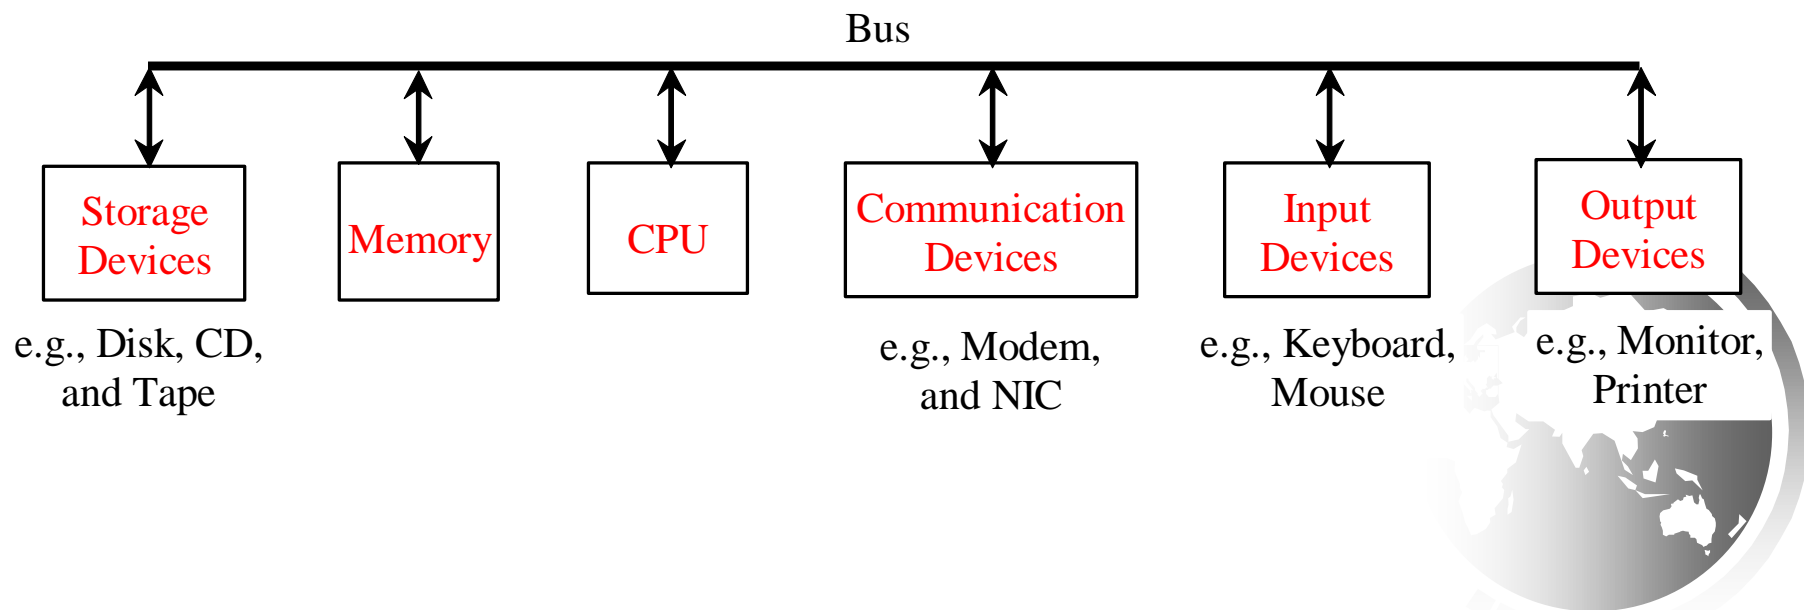 Bus
Storage
Devices
Memory
CPU
Communication
Devices
Input
Devices
Output
Devices
e.g., Disk, CD,
and Tape
e.g., Modem,
and NIC
e.g., Keyboard,
Mouse
e.g., Monitor,
Printer